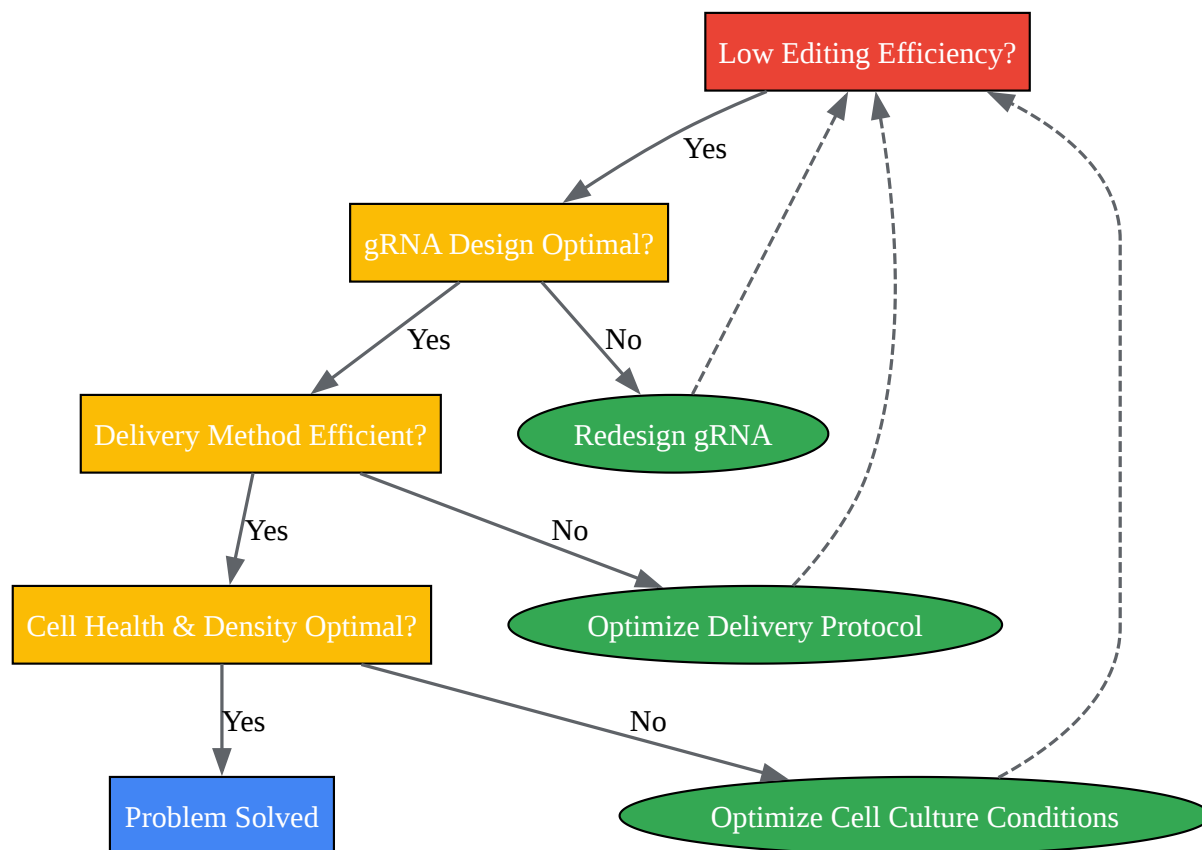 Low Editing Efficiency?
Yes
gRNA Design Optimal?
Yes
No
Delivery Method Efficient?
Redesign gRNA
Yes
No
Cell Health & Density Optimal?
Optimize Delivery Protocol
Yes
No
Problem Solved
Optimize Cell Culture Conditions